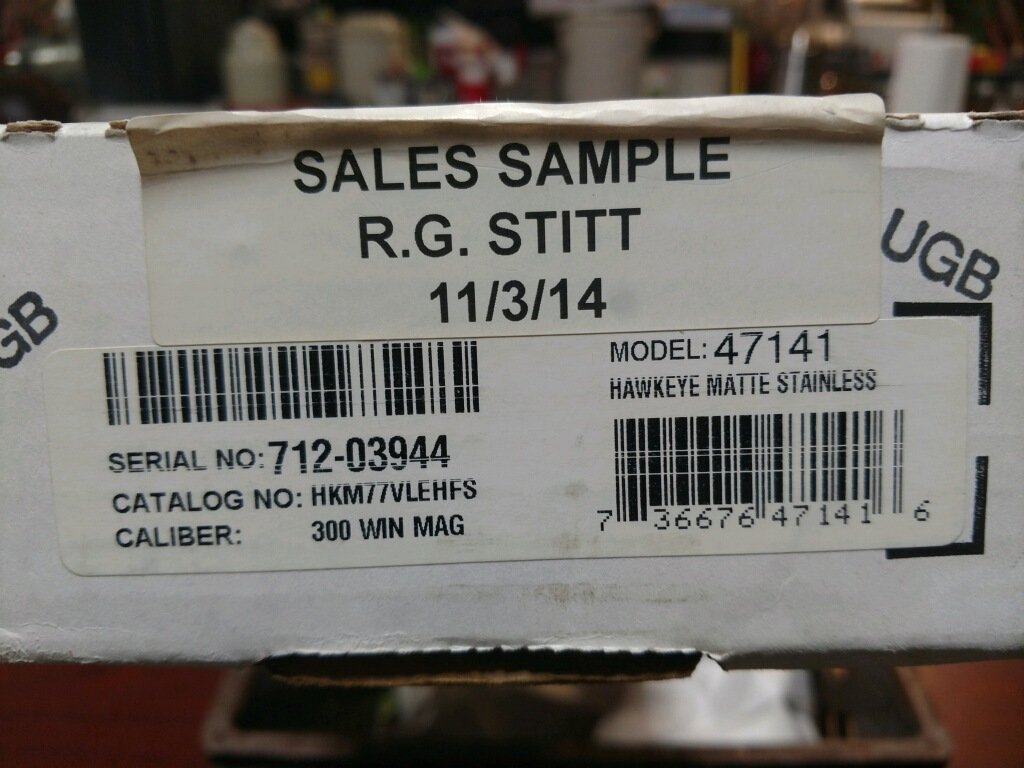 SALES SAMPLE
R.G. STITT
11/3/14
UGB
GB
MODEL: 47141
HAWKEYE MATTE STAINLESS
SERIAL NO: 712-03944
CATALOG NO: HKM77VLEHFS
CALIBER: 300 WIN MAG
7 36676 47141 6